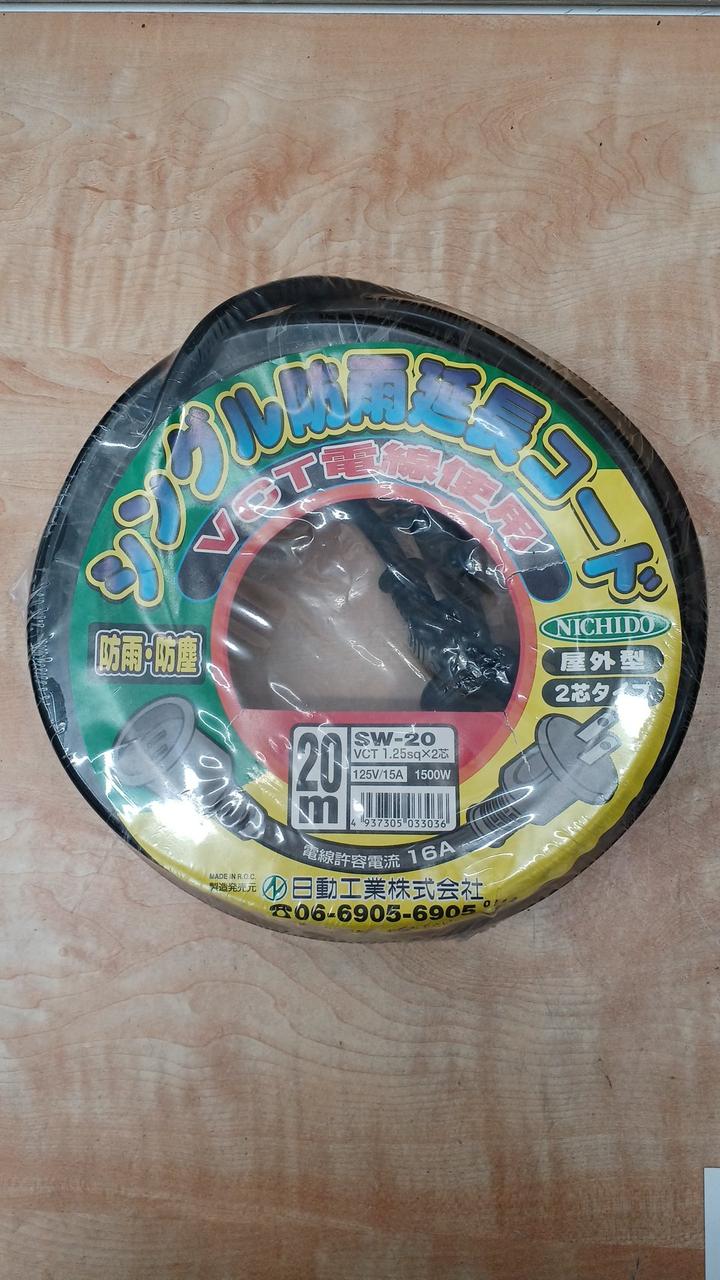 シングル防雨延長コード
VCT電線使用
NICHIDO
防雨・防塵
屋外型
2芯タイプ
20m
SW-20
VCT 1.25sq×2芯
125V/15A 1500W
4 937305 033036
電線許容電流 16A
MADE IN R.O.C.
製造発売元 日動工業株式会社
☎06-6905-6905